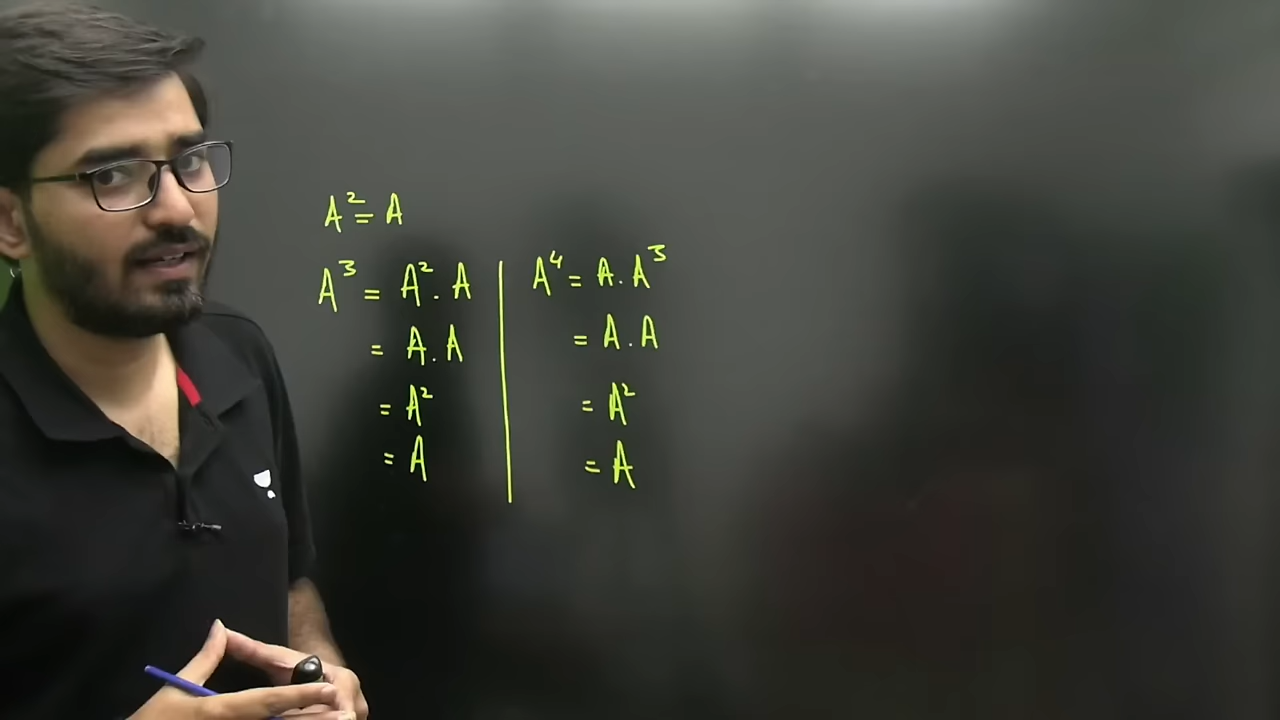 A² = A
A³ = A² . A
= A . A
= A²
= A
A⁴ = A . A³
= A . A
= A²
= A